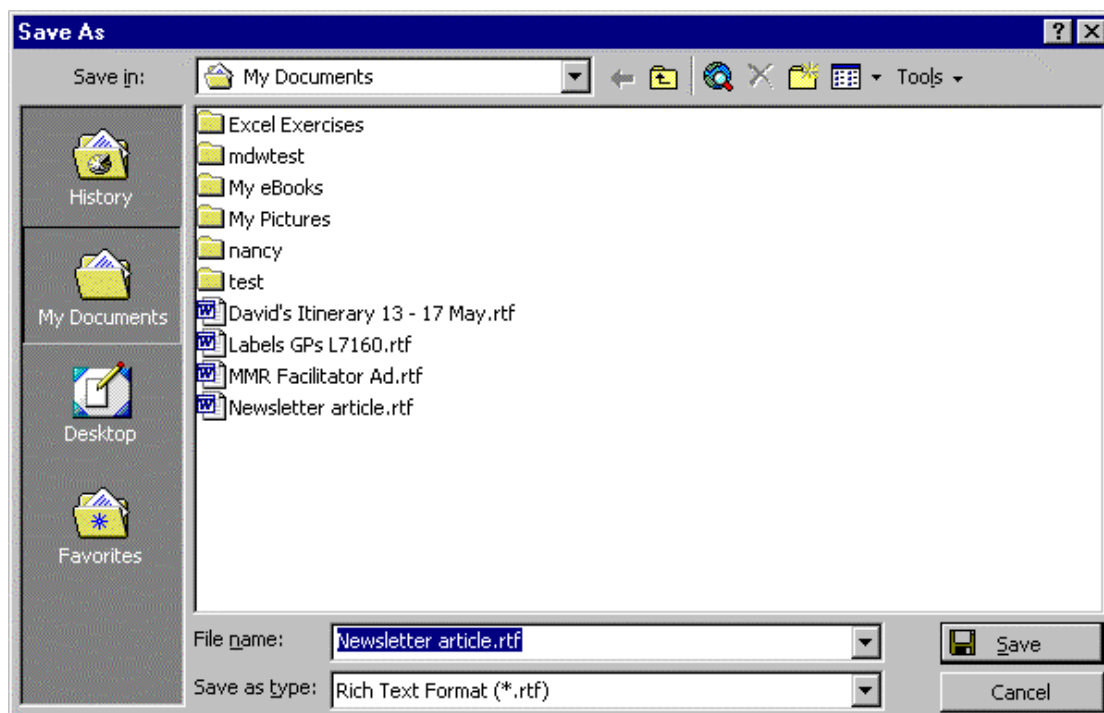 Save As
Save in: My Documents Tools
History
My Documents
Desktop
Favorites
Excel Exercises
mdwtest
My eBooks
My Pictures
nancy
test
David's Itinerary 13 - 17 May.rtf
Labels GPs L7160.rtf
MMR Facilitator Ad.rtf
Newsletter article.rtf
File name: Newsletter article.rtf Save
Save as type: Rich Text Format (*.rtf) Cancel